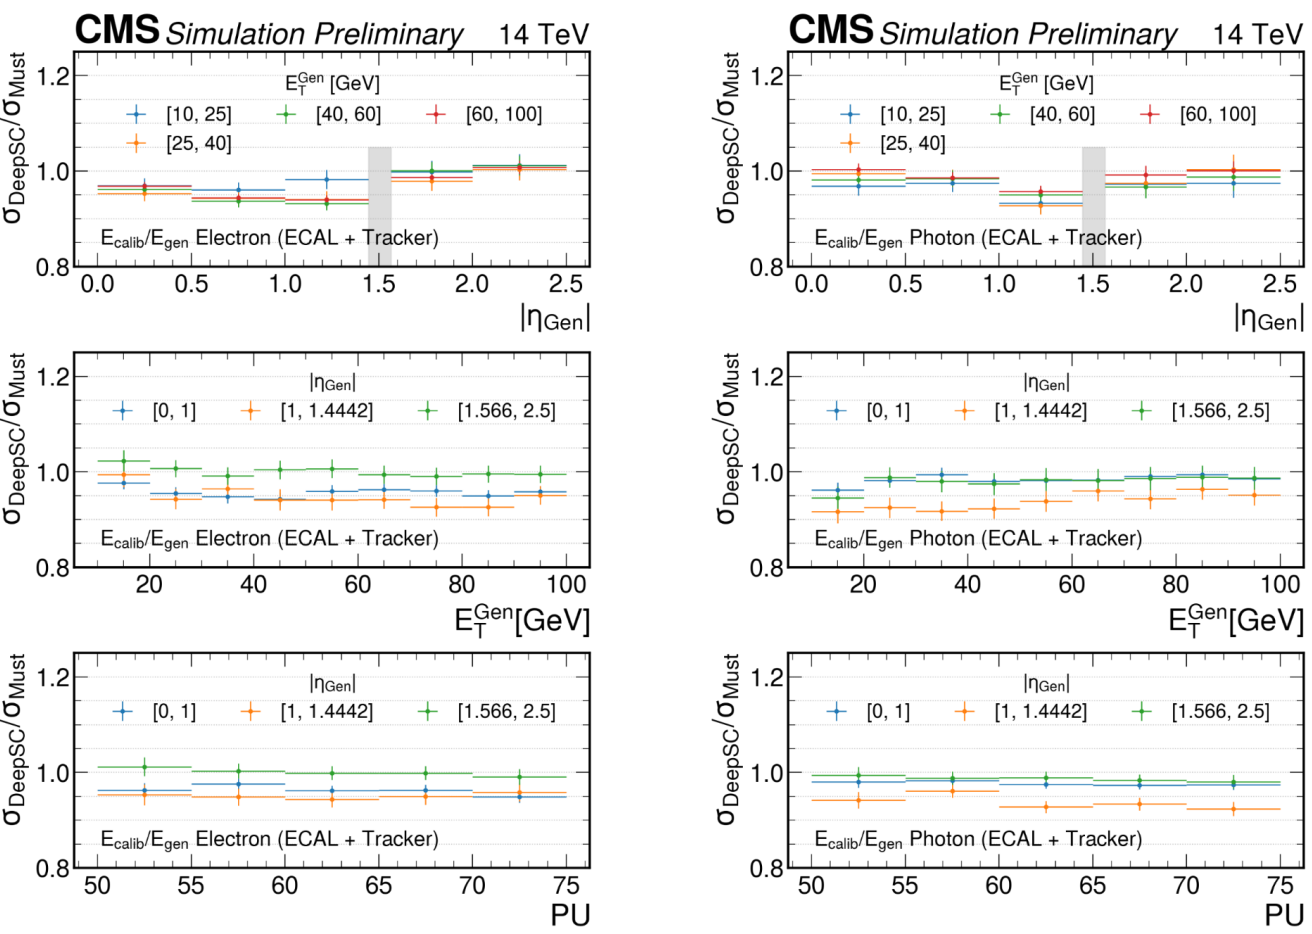 CMS Simulation Preliminary 14 TeV
σDeepSC/σMust
E_T^Gen [GeV]
[10, 25] [40, 60] [60, 100]
[25, 40]
1.2
1.0
0.8
Ecalib/Egen Electron (ECAL + Tracker)
0.0 0.5 1.0 1.5 2.0 2.5
|ηGen|
CMS Simulation Preliminary 14 TeV
σDeepSC/σMust
E_T^Gen [GeV]
[10, 25] [40, 60] [60, 100]
[25, 40]
1.2
1.0
0.8
Ecalib/Egen Photon (ECAL + Tracker)
0.0 0.5 1.0 1.5 2.0 2.5
|ηGen|
σDeepSC/σMust
|ηGen|
[0, 1] [1, 1.4442] [1.566, 2.5]
1.2
1.0
0.8
Ecalib/Egen Electron (ECAL + Tracker)
20 40 60 80 100
E_T^Gen[GeV]
σDeepSC/σMust
|ηGen|
[0, 1] [1, 1.4442] [1.566, 2.5]
1.2
1.0
0.8
Ecalib/Egen Photon (ECAL + Tracker)
20 40 60 80 100
E_T^Gen[GeV]
σDeepSC/σMust
|ηGen|
[0, 1] [1, 1.4442] [1.566, 2.5]
1.2
1.0
0.8
Ecalib/Egen Electron (ECAL + Tracker)
50 55 60 65 70 75
PU
σDeepSC/σMust
|ηGen|
[0, 1] [1, 1.4442] [1.566, 2.5]
1.2
1.0
0.8
Ecalib/Egen Photon (ECAL + Tracker)
50 55 60 65 70 75
PU